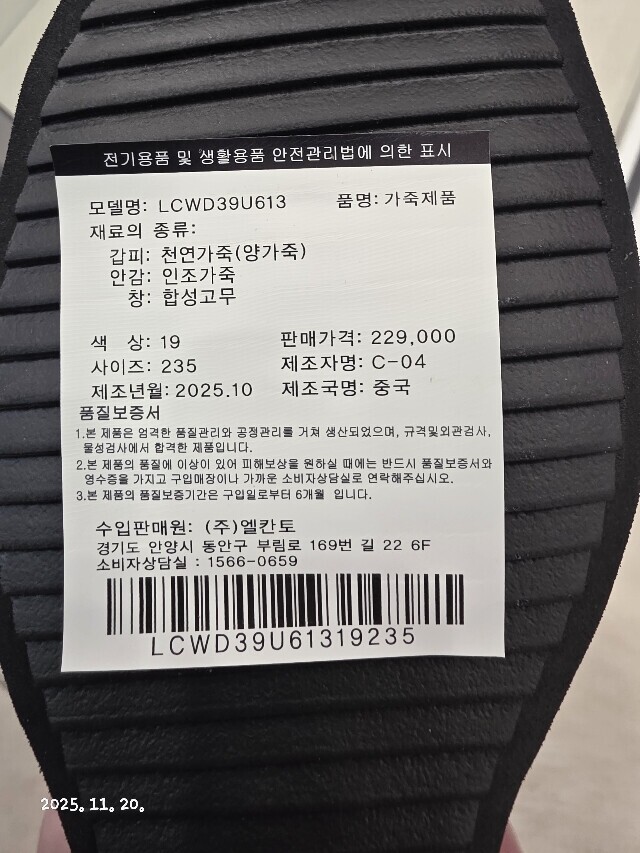 전기용품 및 생활용품 안전관리법에 의한 표시
모델명: LCWD39U613 품명: 가죽제품
재료의 종류:
갑피: 천연가죽(양가죽)
안감: 인조가죽
창: 합성고무
색 상: 19 판매가격: 229,000
사이즈: 235 제조자명: C-04
제조년월: 2025.10 제조국명: 중국
품질보증서
1.본 제품은 엄격한 품질관리와 공정관리를 거쳐 생산되었으며, 규격및외관검사,
물성검사에서 합격한 제품입니다.
2.본 제품의 품질에 이상이 있어 피해보상을 원하실 때에는 반드시 품질보증서와
영수증을 가지고 구입매장이나 가까운 소비자상담실로 연락해주십시오.
3.본 제품의 품질보증기간은 구입일로부터 6개월 입니다.
수입판매원: (주)엘칸토
경기도 안양시 동안구 부림로 169번 길 22 6F
소비자상담실 : 1566-0659
LCWD39U61319235
2025. 11. 20.